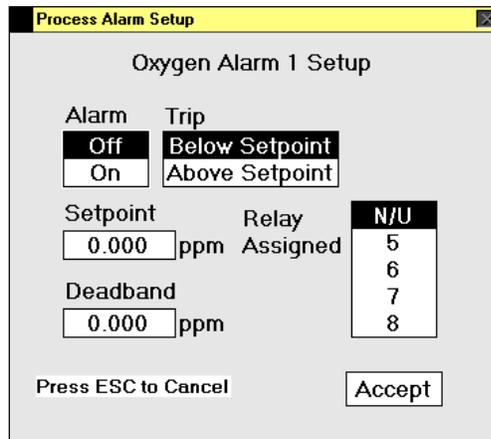 Process Alarm Setup
Oxygen Alarm 1 Setup
Alarm
Off
On
Trip
Below Setpoint
Above Setpoint
Setpoint
0.000 ppm
Relay
Assigned
N/U
5
6
7
8
Deadband
0.000 ppm
Press ESC to Cancel
Accept